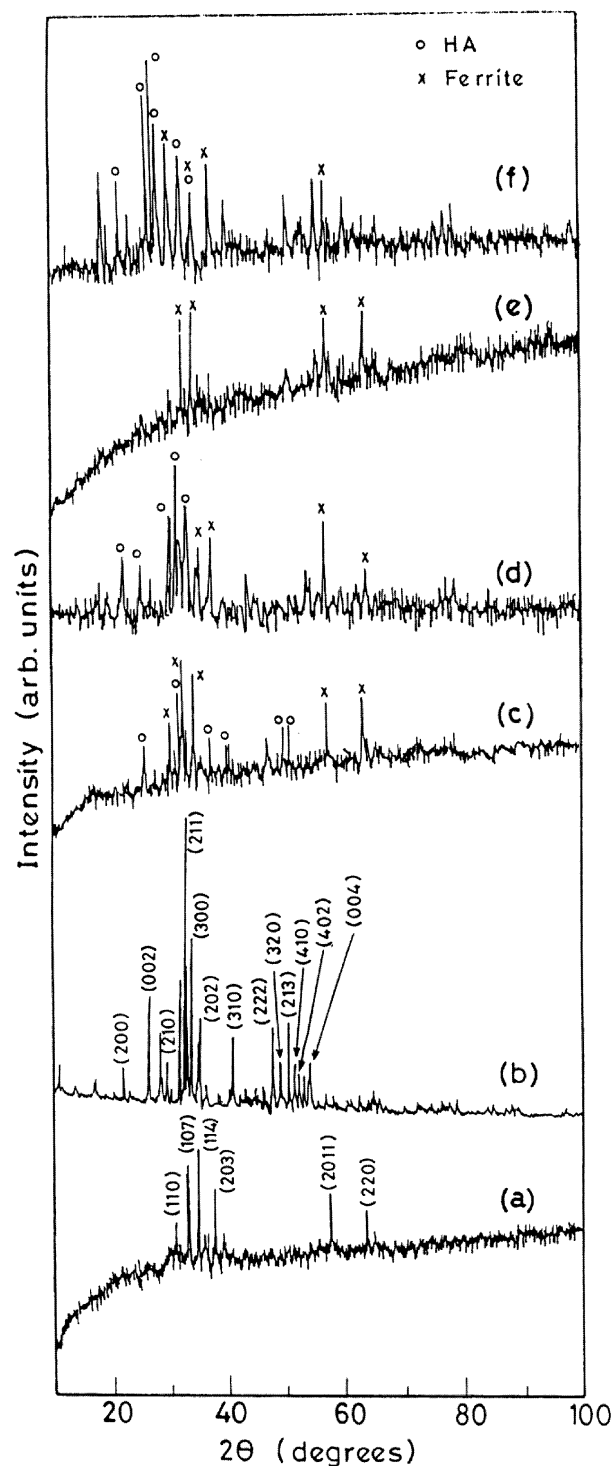 o HA
x Ferrite
o
o
o
o
x
o
x
o
x
x
(f)
(e)
x
x
x
x
o
o
o
o
o
x
x
x
x
(d)
x
o
x
x
o
o
o
o
o
x
x
(c)
(211)
(300)
(002)
(200)
(210)
(202)
(310)
(222)
(320)
(213)
(410)
(402)
(004)
(b)
(110)
(107)
(114)
(203)
(2011)
(220)
(a)
Intensity (arb. units)
20 40 60 80 100
2θ (degrees)